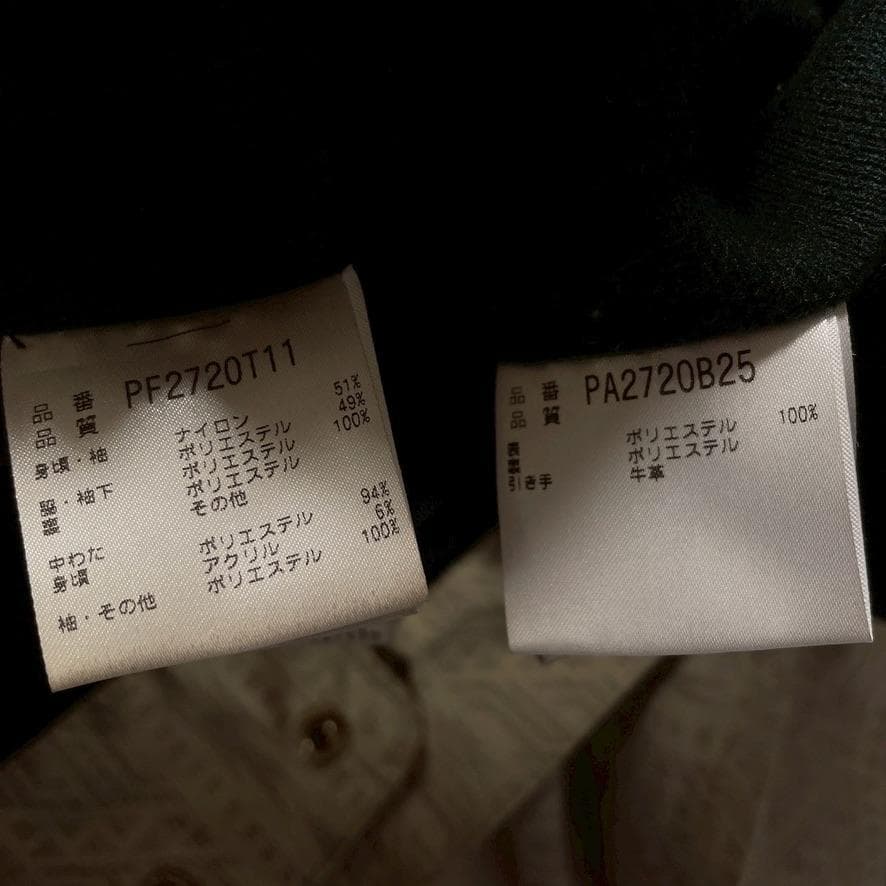 品 番 PF2720T11
品 質
身頃・袖 ナイロン 51%
ポリエステル 49%
ポリエステル 100%
袖下 ポリエステル
その他
中わた ポリエステル 94%
身頃 アクリル 6%
袖・その他 ポリエステル 100%
品 番 PA2720B25
品 質
ポリエステル 100%
ポリエステル
引き手 牛革